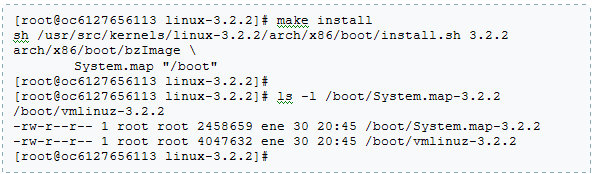 [root@oc6127656113 linux-3.2.2]# make install
sh /usr/src/kernels/linux-3.2.2/arch/x86/boot/install.sh 3.2.2
arch/x86/boot/bzImage \
System.map "/boot"
[root@oc6127656113 linux-3.2.2]#
[root@oc6127656113 linux-3.2.2]# ls -l /boot/System.map-3.2.2
/boot/vmlinuz-3.2.2
-rw-r--r-- 1 root root 2458659 ene 30 20:45 /boot/System.map-3.2.2
-rw-r--r-- 1 root root 4047632 ene 30 20:45 /boot/vmlinuz-3.2.2
[root@oc6127656113 linux-3.2.2]#